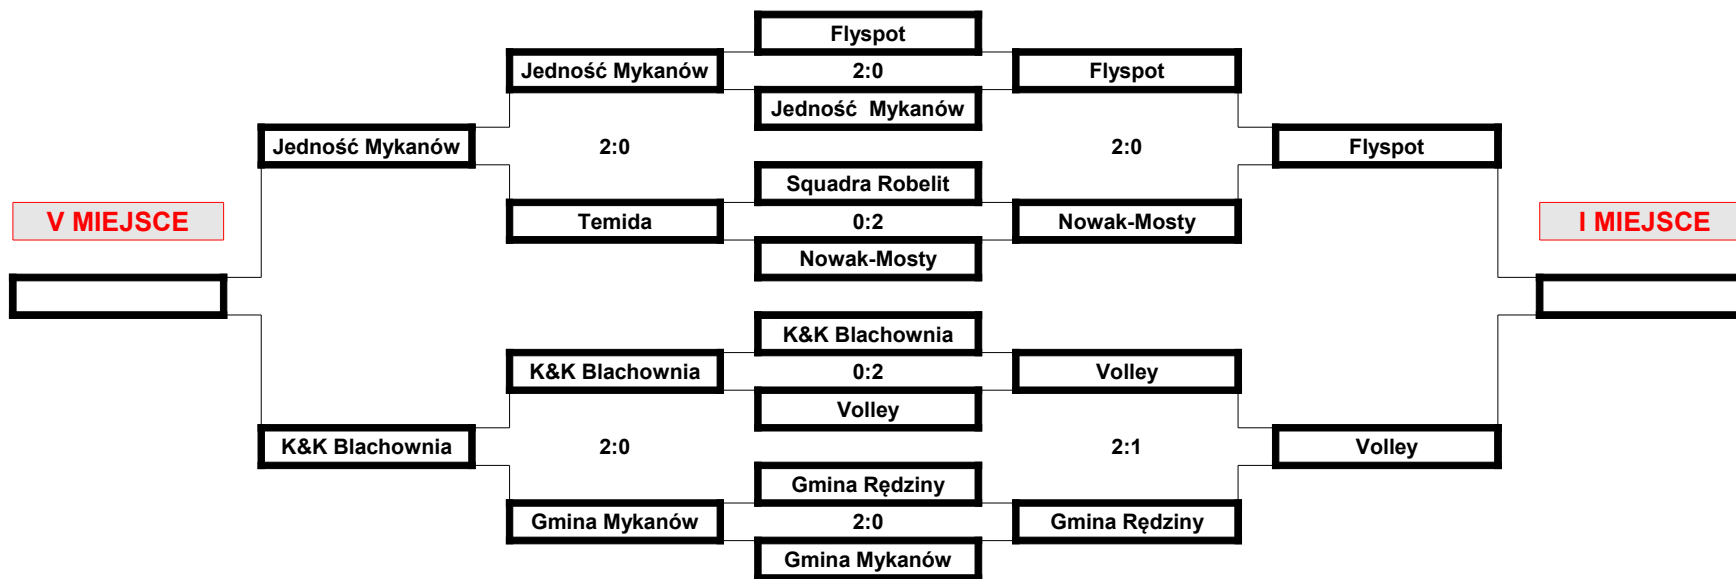 Flyspot
Jedność Mykanów 2:0 Flyspot
Jedność  Mykanów
Jedność Mykanów 2:0 2:0 Flyspot
Squadra Robelit
V MIEJSCE Temida 0:2 Nowak-Mosty I MIEJSCE
Nowak-Mosty
K&K Blachownia
K&K Blachownia 0:2 Volley
Volley
K&K Blachownia 2:0 2:1 Volley
Gmina Rędziny
Gmina Mykanów 2:0 Gmina Rędziny
Gmina Mykanów